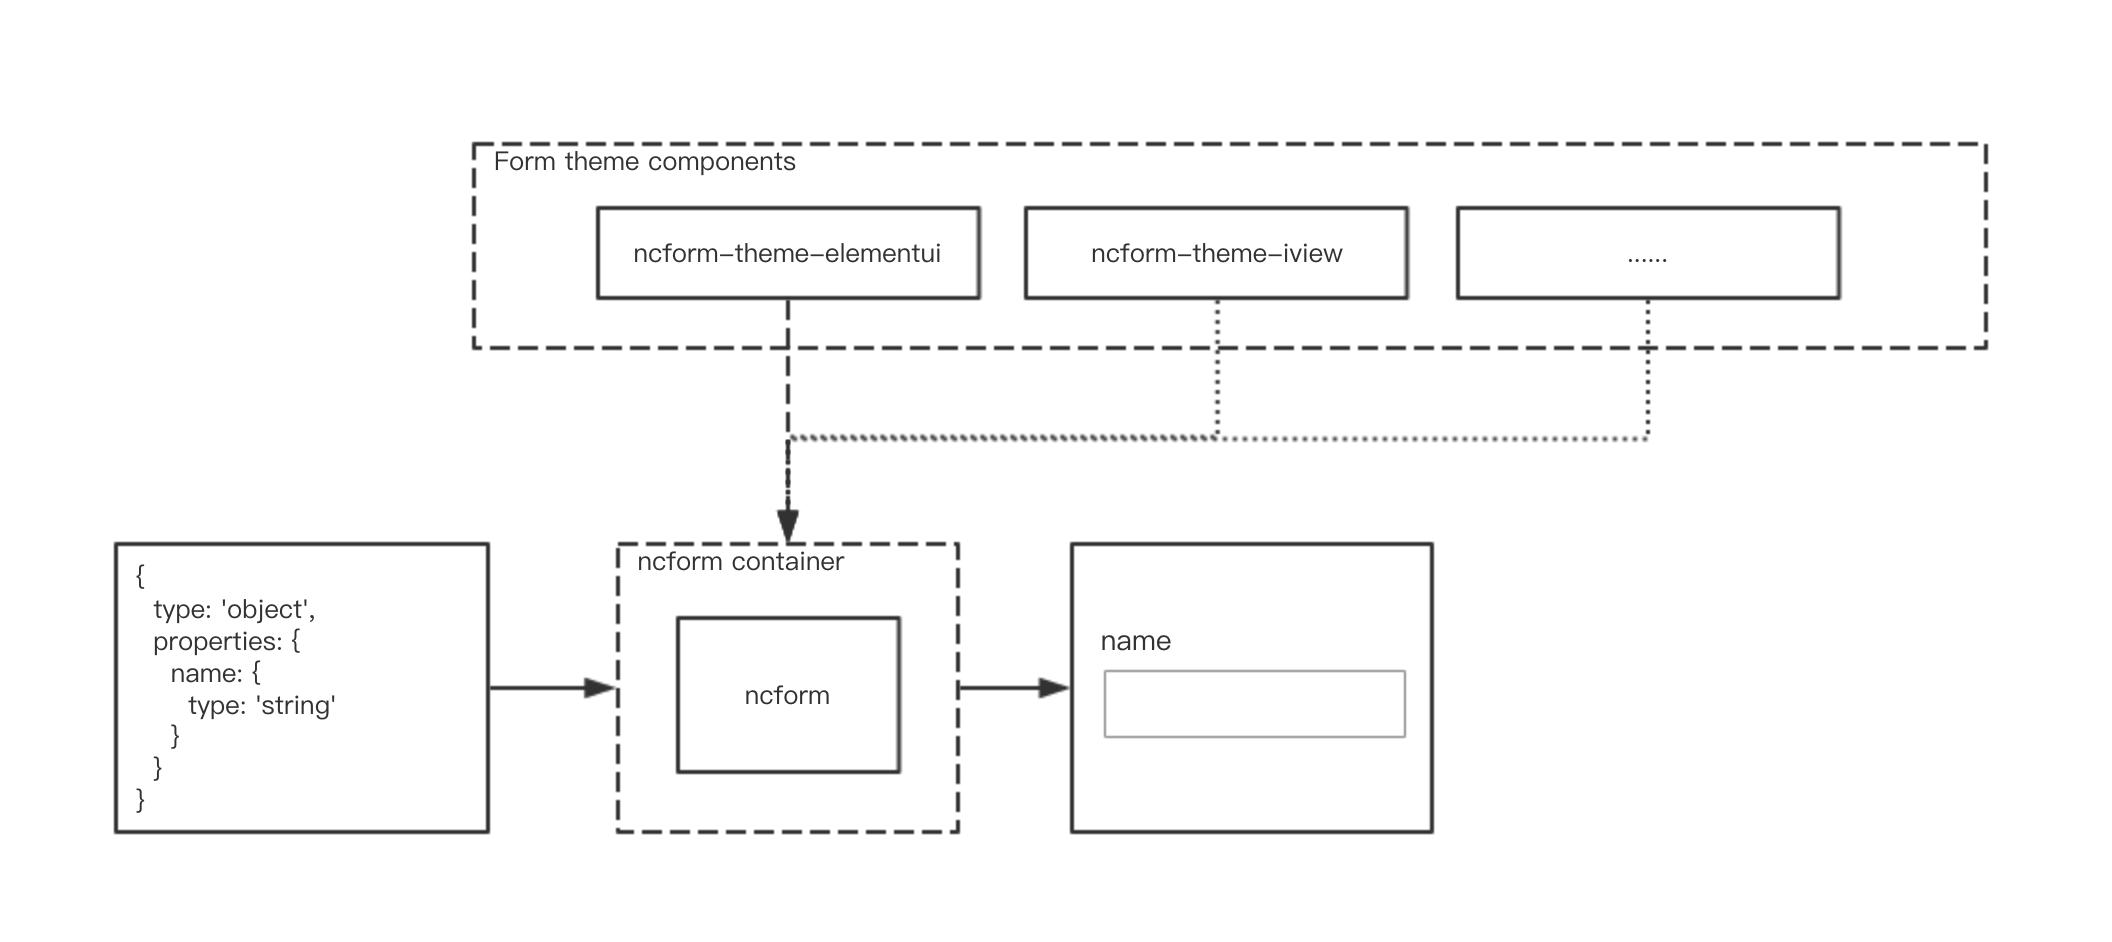 Form theme components
ncform-theme-elementui
ncform-theme-iview
......
{
type: 'object',
properties: {
name: {
type: 'string'
}
}
}
ncform container
ncform
name